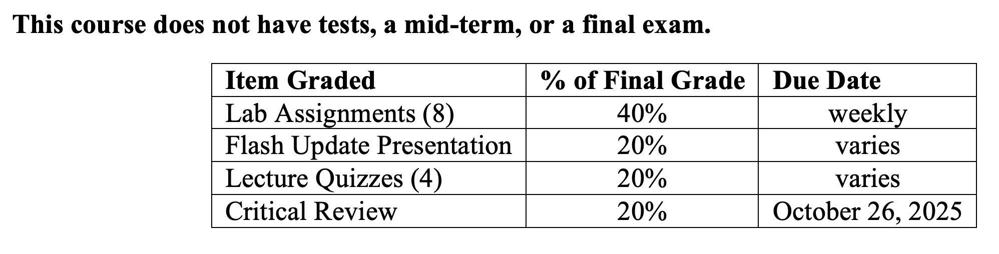 This course does not have tests, a mid-term, or a final exam.
Item Graded % of Final Grade Due Date
Lab Assignments (8) 40% weekly
Flash Update Presentation 20% varies
Lecture Quizzes (4) 20% varies
Critical Review 20% October 26, 2025